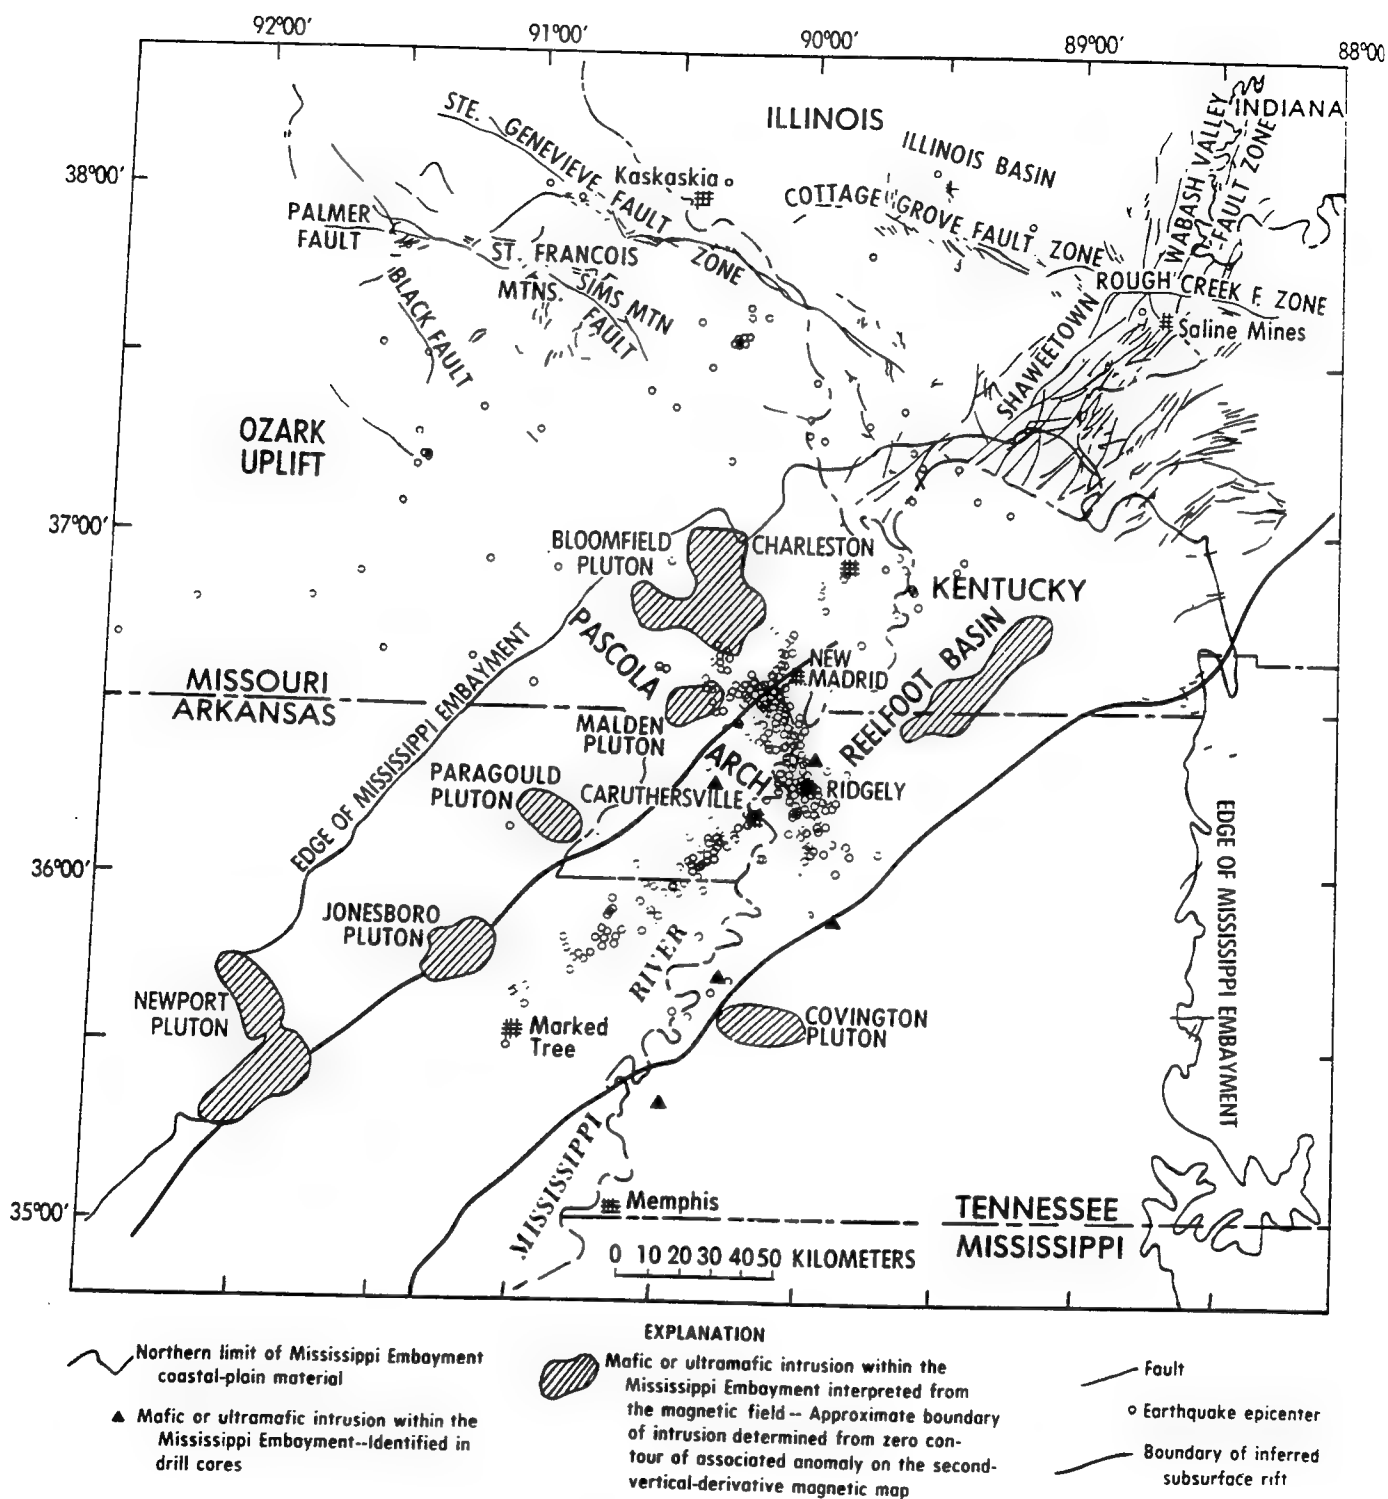 92°00'
91°00'
90°00'
89°00'
88°00'
ILLINOIS
INDIANA
STE. GENEVIEVE FAULT ZONE
ILLINOIS BASIN
WABASH VALLEY
FAULT ZONE
38°00'
Kaskaskia
COTTAGE GROVE FAULT ZONE
PALMER
FAULT
ST. FRANCOIS
MTNS.
SIMS MTN
FAULT
BLACK FAULT
ROUGH CREEK F. ZONE
SHAWEETOWN
Saline Mines
OZARK
UPLIFT
37°00'
BLOOMFIELD
PLUTON
CHARLESTON
KENTUCKY
PASCOLA
ARCH
REELFOOT BASIN
NEW
MADRID
MISSOURI
ARKANSAS
EDGE OF MISSISSIPPI EMBAYMENT
MALDEN
PLUTON
PARAGOULD
PLUTON
CARUTHERSVILLE
RIDGELY
EDGE OF MISSISSIPPI EMBAYMENT
36°00'
JONESBORO
PLUTON
NEWPORT
PLUTON
MISSISSIPPI RIVER
Marked
Tree
COVINGTON
PLUTON
35°00'
Memphis
TENNESSEE
MISSISSIPPI
0 10 20 30 40 50 KILOMETERS
EXPLANATION
Northern limit of Mississippi Embayment
coastal-plain material
Mafic or ultramafic intrusion within the
Mississippi Embayment--Identified in
drill cores
Mafic or ultramafic intrusion within the
Mississippi Embayment interpreted from
the magnetic field -- Approximate boundary
of intrusion determined from zero con-
tour of associated anomaly on the second-
vertical-derivative magnetic map
Fault
Earthquake epicenter
Boundary of inferred
subsurface rift